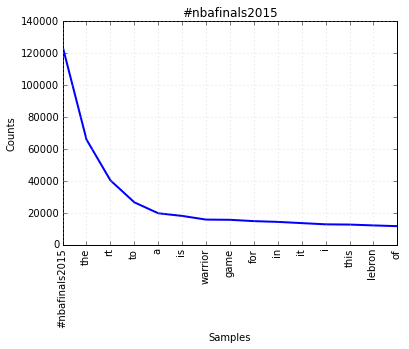 #nbafinals2015
140000
120000
100000
80000
60000
40000
20000
0
Counts
#nbafinals2015
the
rt
to
a
is
warrior
game
for
in
it
i
this
lebron
of
Samples